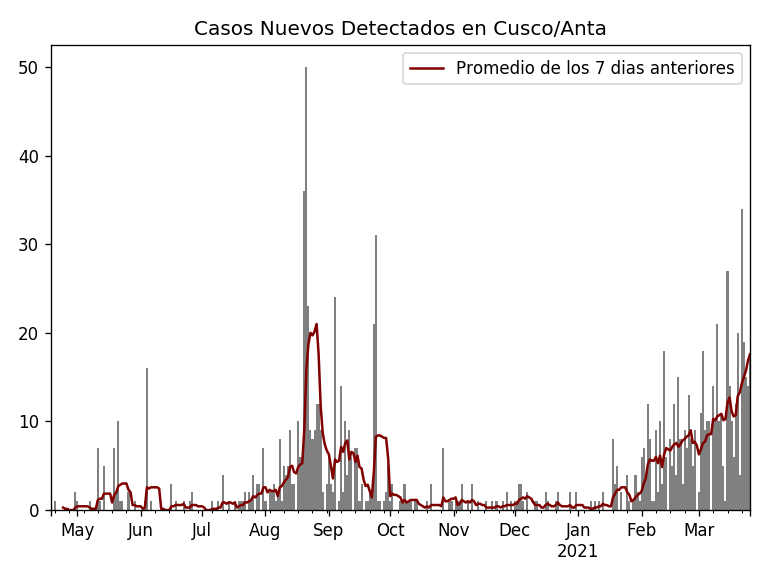 Casos Nuevos Detectados en Cusco/Anta
Promedio de los 7 dias anteriores
50
40
30
20
10
0
May Jun Jul Aug Sep Oct Nov Dec Jan Feb Mar
2021